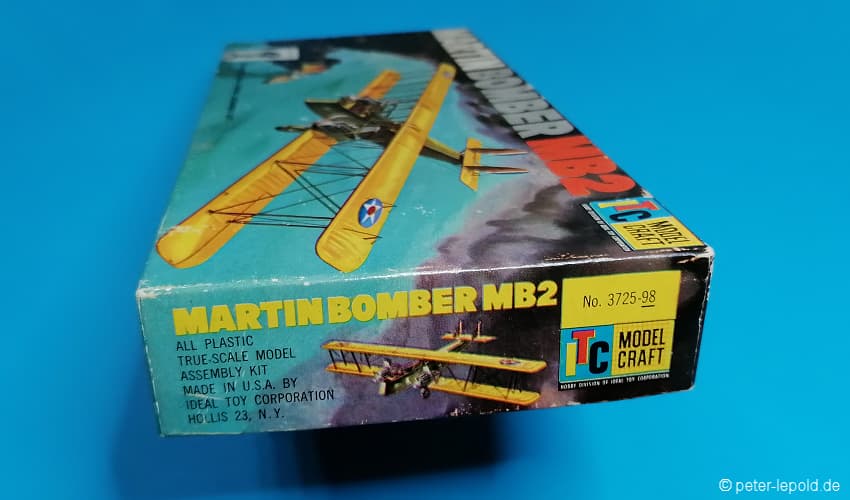 MARTIN BOMBER MB2
ITC MODEL CRAFT
MARTIN BOMBER MB2
ALL PLASTIC
TRUE-SCALE MODEL
ASSEMBLY KIT
MADE IN U.S.A. BY
IDEAL TOY CORPORATION
HOLLIS 23, N.Y.
No. 3725-98
ITC MODEL CRAFT
HOBBY DIVISION OF IDEAL TOY CORPORATION
© peter-lepold.de